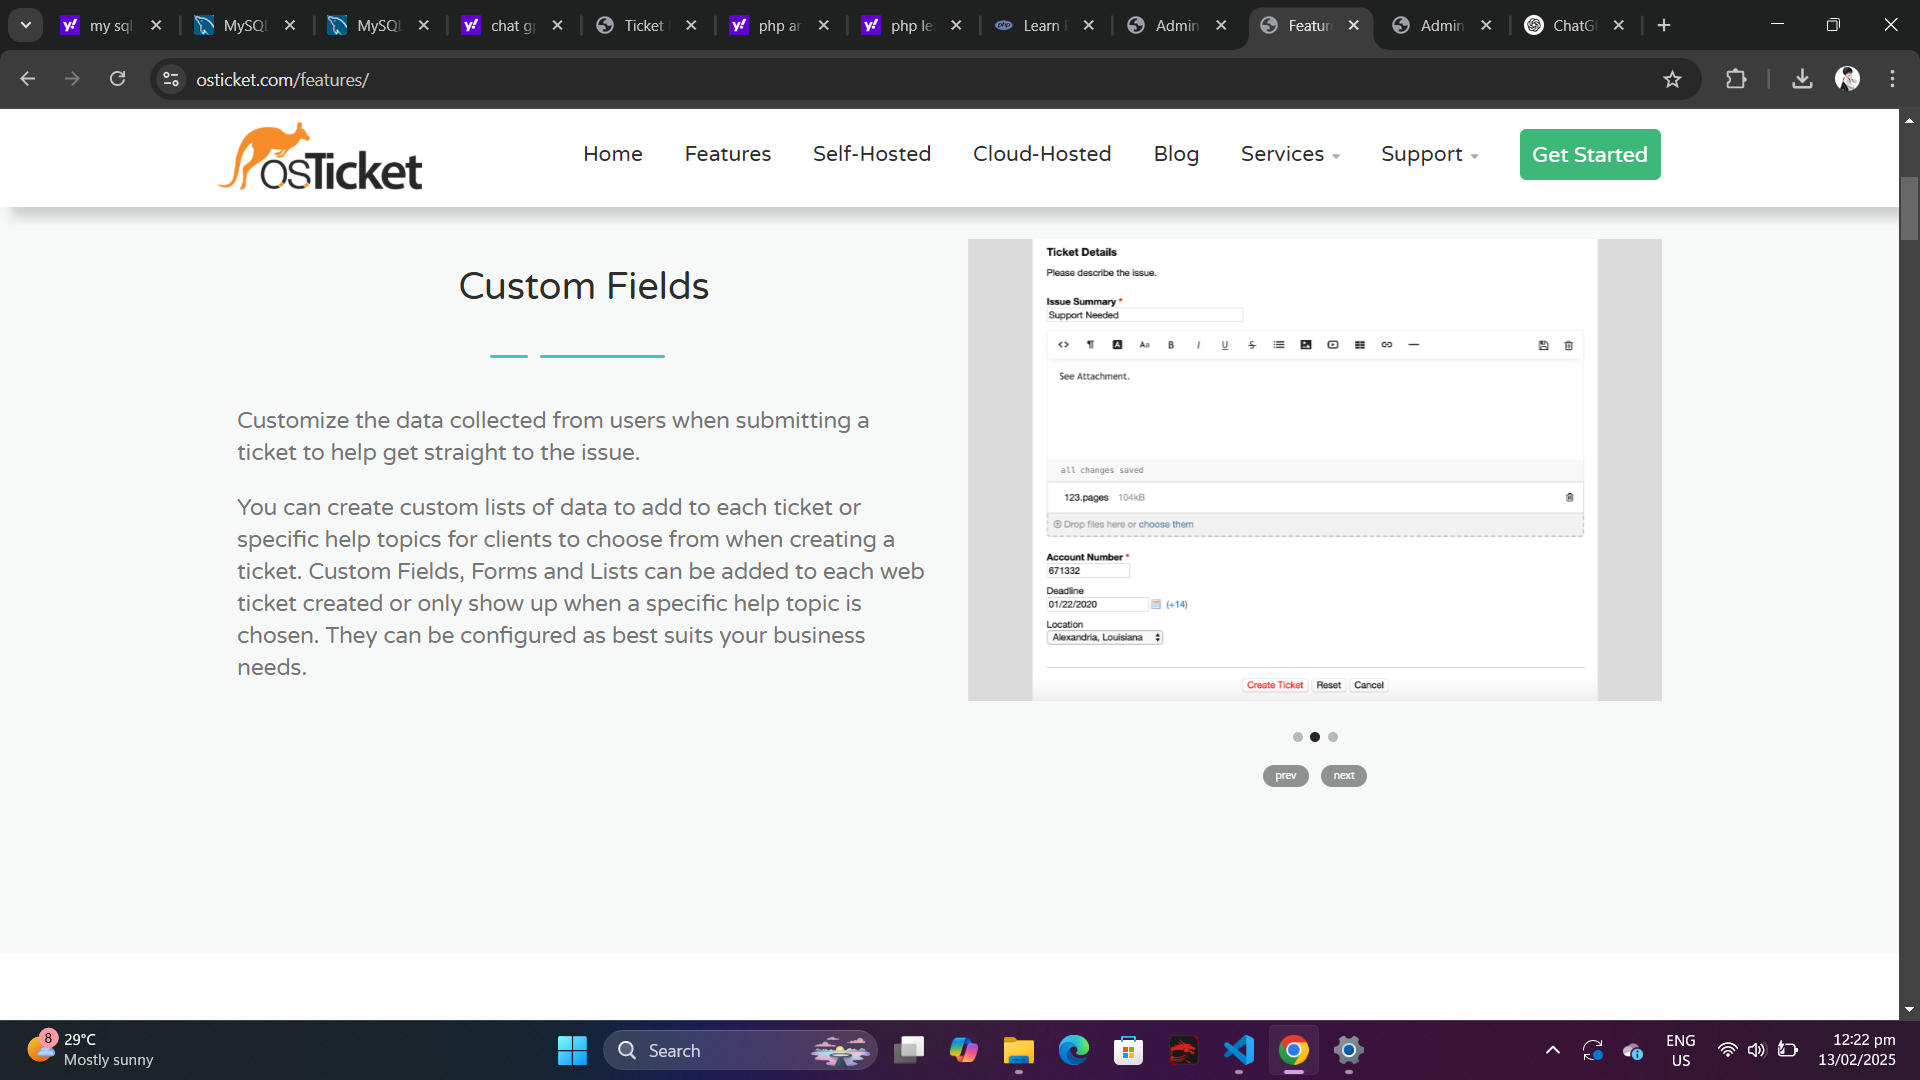 my sql
MySQL
MySQL
chat gp
Ticket
php an
php le
Learn
Admin
Featur
Admin
ChatG
osticket.com/features/
osTicket
Home
Features
Self-Hosted
Cloud-Hosted
Blog
Services
Support
Get Started
Custom Fields
Customize the data collected from users when submitting a
ticket to help get straight to the issue.
You can create custom lists of data to add to each ticket or
specific help topics for clients to choose from when creating a
ticket. Custom Fields, Forms and Lists can be added to each web
ticket created or only show up when a specific help topic is
chosen. They can be configured as best suits your business
needs.
Ticket Details
Please describe the issue.
Issue Summary *
Support Needed
See Attachment.
all changes saved
123.pages 104kB
Drop files here or choose them
Account Number *
671332
Deadline
01/22/2020 (+14)
Location
Alexandria, Louisiana
Create Ticket Reset Cancel
prev next
8
29°C
Mostly sunny
Search
ENG
US
12:22 pm
13/02/2025